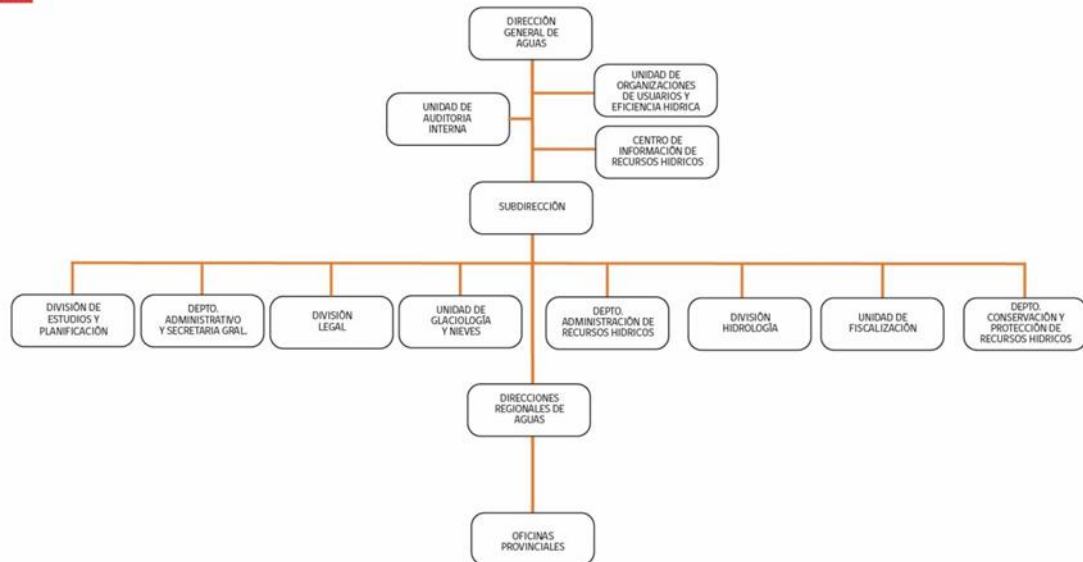 DIRECCIÓN
GENERAL DE
AGUAS
UNIDAD DE
ORGANIZACIONES
DE USUARIOS Y
EFICIENCIA HIDRICA
UNIDAD DE
AUDITORIA
INTERNA
CENTRO DE
INFORMACIÓN DE
RECURSOS HIDRICOS
SUBDIRECCIÓN
DIVISIÓN DE
ESTUDIOS Y
PLANIFICACIÓN
DEPTO.
ADMINISTRATIVO
Y SECRETARIA GRAL.
DIVISIÓN
LEGAL
UNIDAD DE
GLACIOLOGÍA
Y NIEVES
DEPTO.
ADMINISTRACIÓN DE
RECURSOS HIDRICOS
DIVISIÓN
HIDROLOGÍA
UNIDAD DE
FISCALIZACIÓN
DEPTO.
CONSERVACIÓN Y
PROTECCIÓN DE
RECURSOS HIDRICOS
DIRECCIONES
REGIONALES DE
AGUAS
OFICINAS
PROVINCIALES